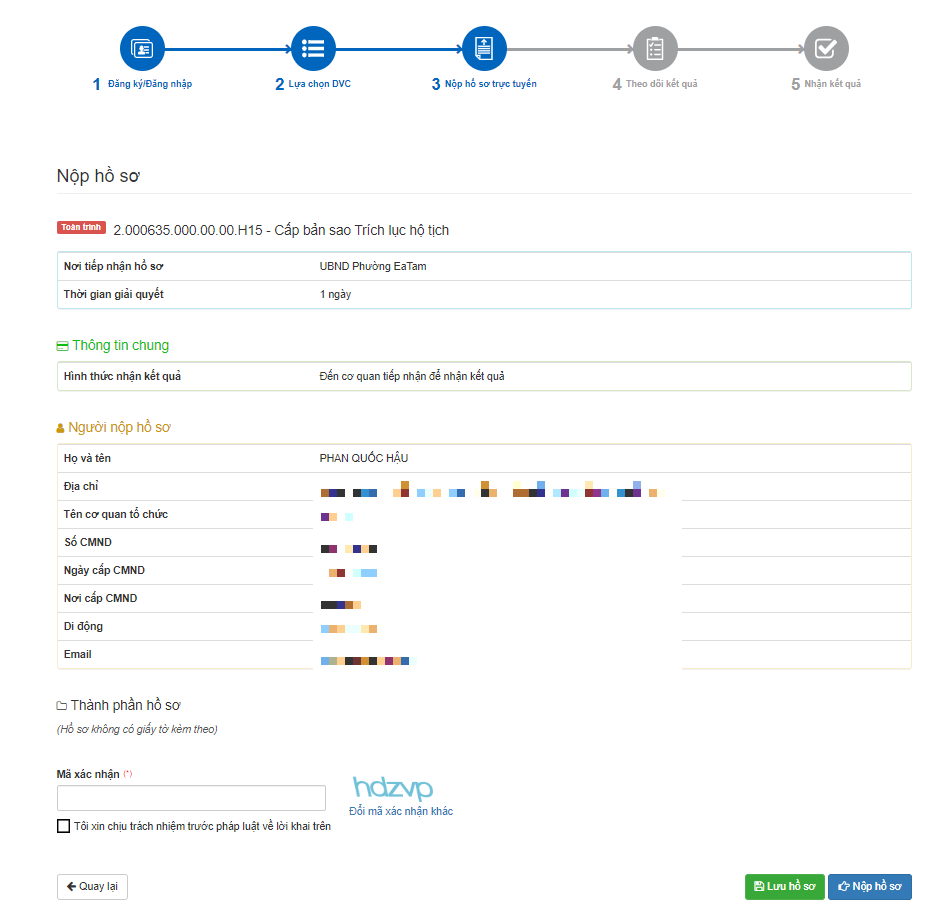 1 Đăng ký/Đăng nhập
2 Lựa chọn DVC
3 Nộp hồ sơ trực tuyến
4 Theo dõi kết quả
5 Nhận kết quả
Nộp hồ sơ
Toàn trình 2.000635.000.00.00.H15 - Cấp bản sao Trích lục hộ tịch
Nơi tiếp nhận hồ sơ UBND Phường EaTam
Thời gian giải quyết 1 ngày
Thông tin chung
Hình thức nhận kết quả Đến cơ quan tiếp nhận để nhận kết quả
Người nộp hồ sơ
Họ và tên PHAN QUỐC HẬU
Địa chỉ
Tên cơ quan tổ chức
Số CMND
Ngày cấp CMND
Nơi cấp CMND
Di động
Email
Thành phần hồ sơ
(Hồ sơ không có giấy tờ kèm theo)
Mã xác nhận (*)
hdzvp
Đổi mã xác nhận khác
Tôi xin chịu trách nhiệm trước pháp luật về lời khai trên
Quay lại
Lưu hồ sơ
Nộp hồ sơ